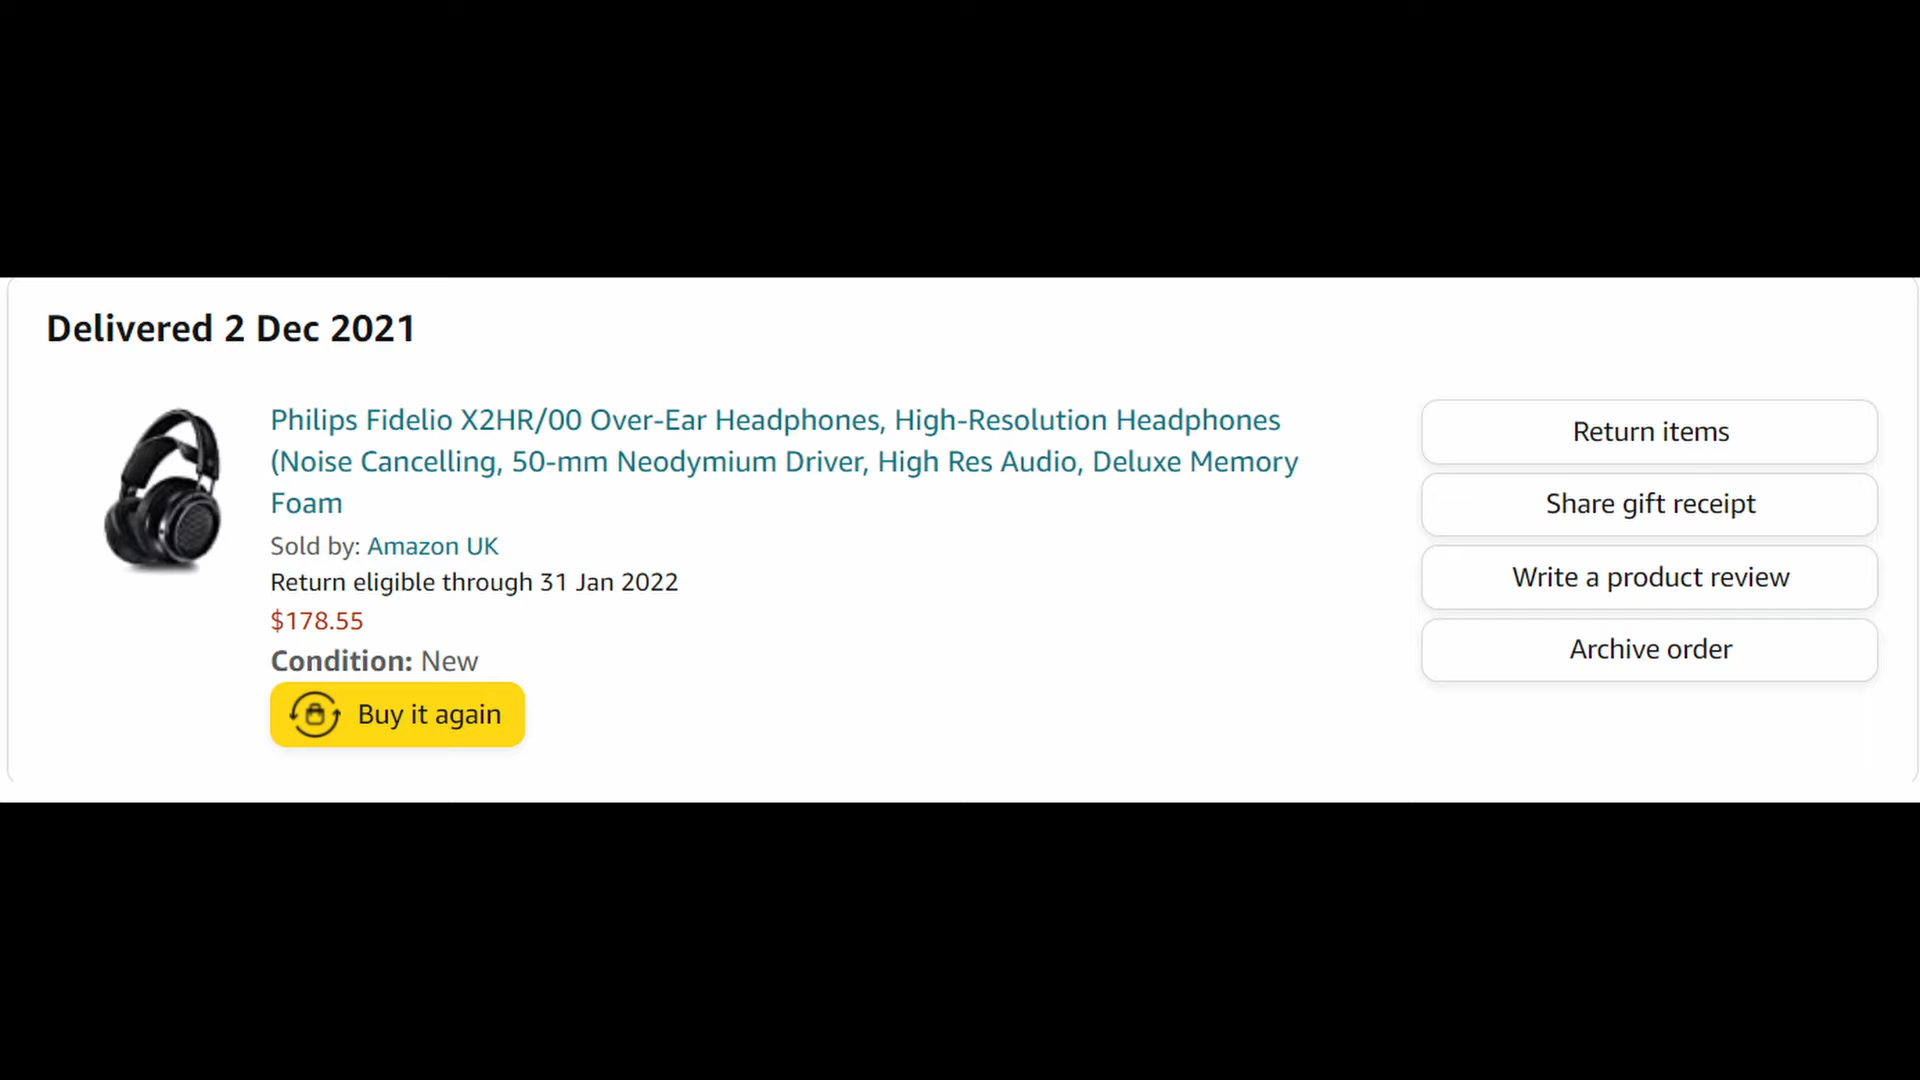 Delivered 2 Dec 2021
Philips Fidelio X2HR/00 Over-Ear Headphones, High-Resolution Headphones
(Noise Cancelling, 50-mm Neodymium Driver, High Res Audio, Deluxe Memory
Foam
Sold by: Amazon UK
Return eligible through 31 Jan 2022
$178.55
Condition: New
Buy it again
Return items
Share gift receipt
Write a product review
Archive order